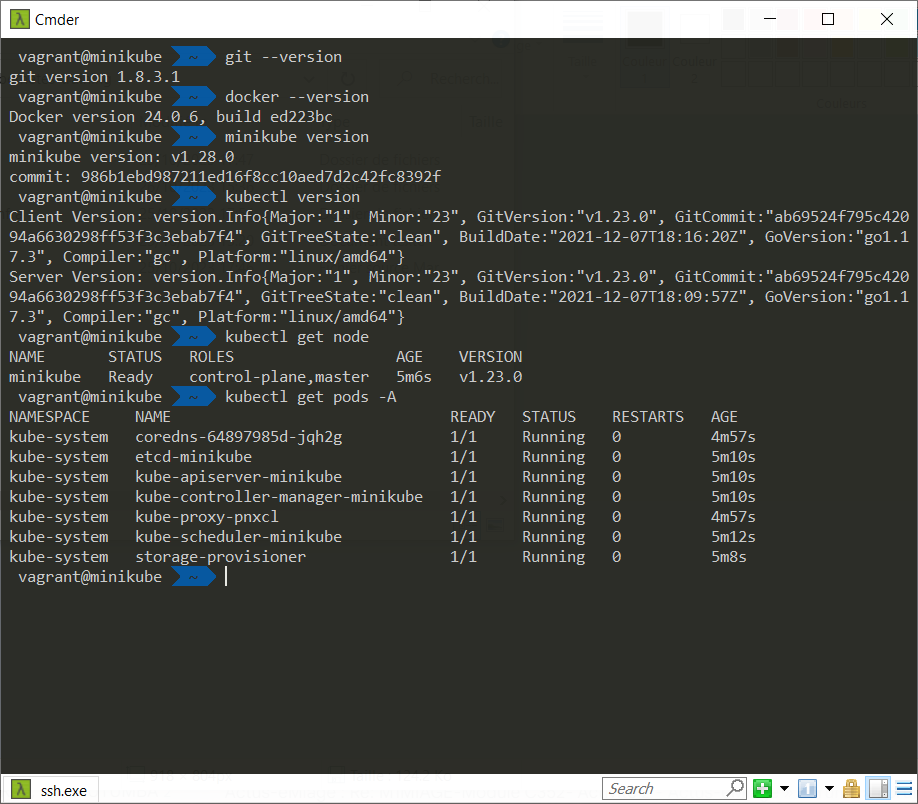 Cmder
vagrant@minikube ~ git --version
git version 1.8.3.1
vagrant@minikube ~ docker --version
Docker version 24.0.6, build ed223bc
vagrant@minikube ~ minikube version
minikube version: v1.28.0
commit: 986b1ebd987211ed16f8cc10aed7d2c42fc8392f
vagrant@minikube ~ kubectl version
Client Version: version.Info{Major:"1", Minor:"23", GitVersion:"v1.23.0", GitCommit:"ab69524f795c420
94a6630298ff53f3c3ebab7f4", GitTreeState:"clean", BuildDate:"2021-12-07T18:16:20Z", GoVersion:"go1.1
7.3", Compiler:"gc", Platform:"linux/amd64"}
Server Version: version.Info{Major:"1", Minor:"23", GitVersion:"v1.23.0", GitCommit:"ab69524f795c420
94a6630298ff53f3c3ebab7f4", GitTreeState:"clean", BuildDate:"2021-12-07T18:09:57Z", GoVersion:"go1.1
7.3", Compiler:"gc", Platform:"linux/amd64"}
vagrant@minikube ~ kubectl get node
NAME STATUS ROLES AGE VERSION
minikube Ready control-plane,master 5m6s v1.23.0
vagrant@minikube ~ kubectl get pods -A
NAMESPACE NAME READY STATUS RESTARTS AGE
kube-system coredns-64897985d-jqh2g 1/1 Running 0 4m57s
kube-system etcd-minikube 1/1 Running 0 5m10s
kube-system kube-apiserver-minikube 1/1 Running 0 5m10s
kube-system kube-controller-manager-minikube 1/1 Running 0 5m10s
kube-system kube-proxy-pnxcl 1/1 Running 0 4m57s
kube-system kube-scheduler-minikube 1/1 Running 0 5m12s
kube-system storage-provisioner 1/1 Running 0 5m8s
vagrant@minikube ~
ssh.exe
Search
1